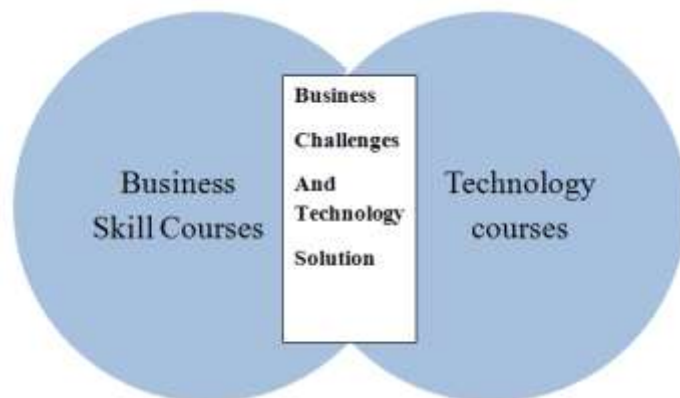 Business
Skill Courses
Business
Challenges
And
Technology
Solution
Technology
courses